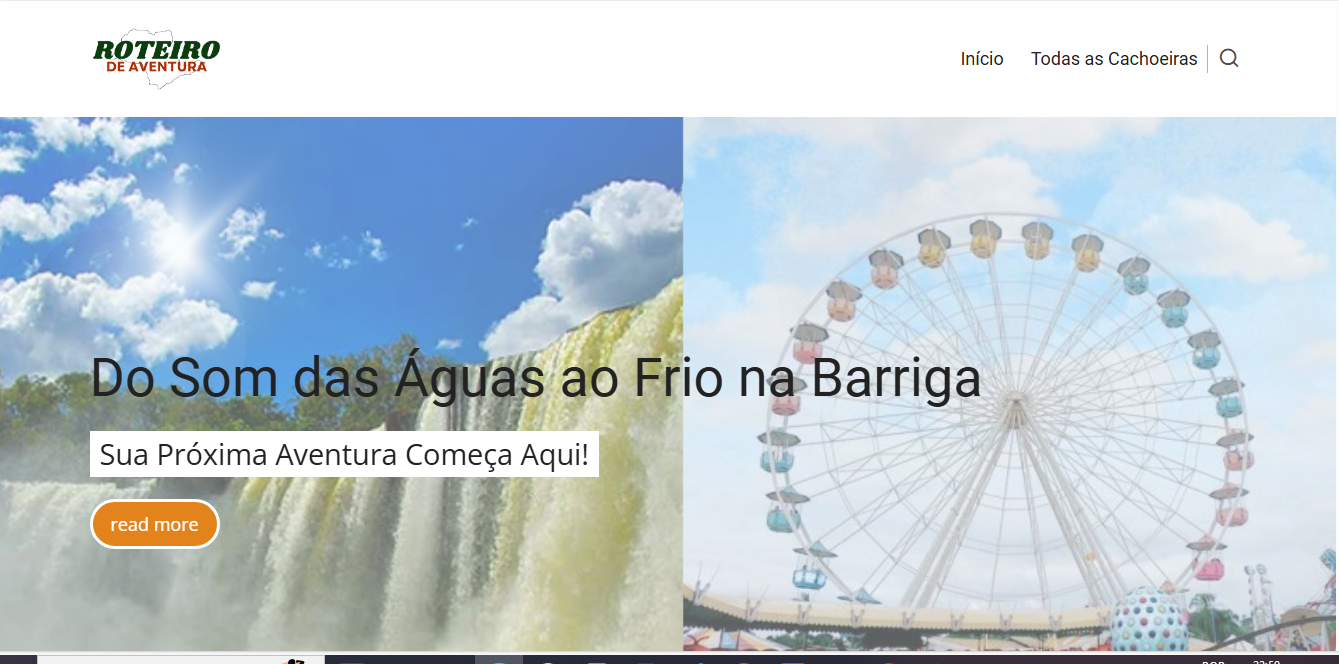 ROTEIRO
DE AVENTURA
Início Todas as Cachoeiras
Do Som das Águas ao Frio na Barriga
Sua Próxima Aventura Começa Aqui!
read more